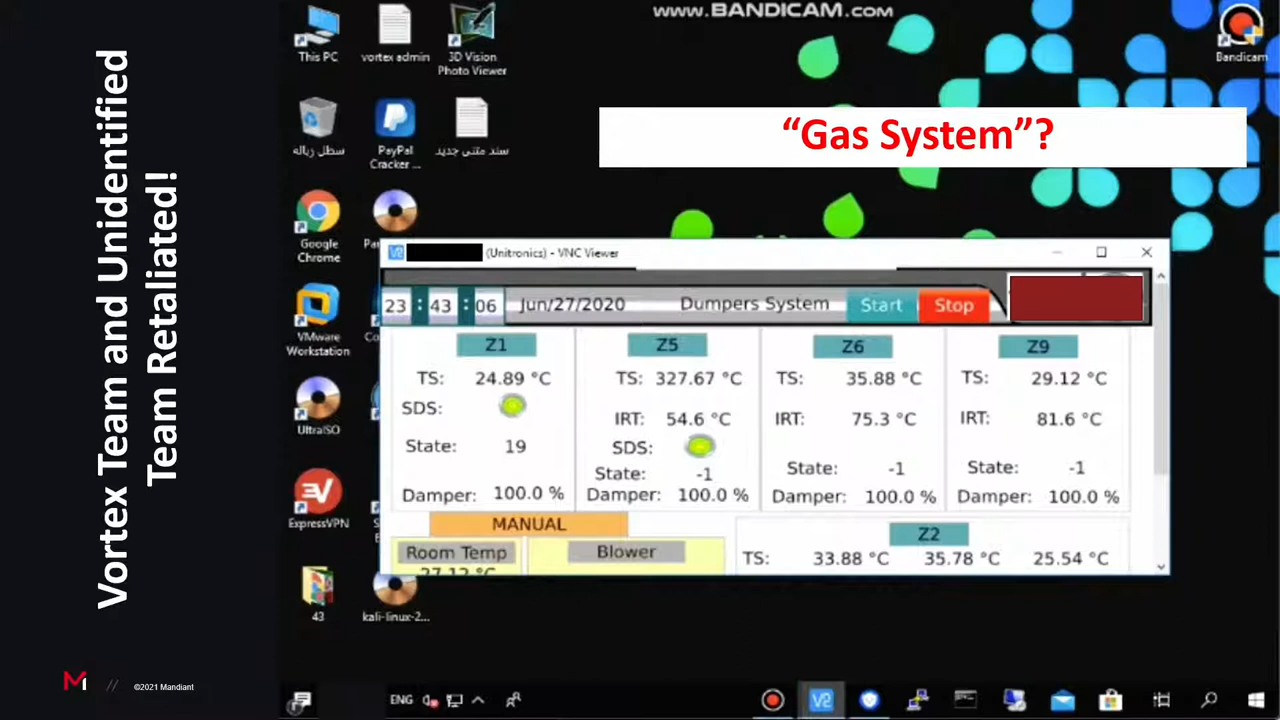 Vortex Team and Unidentified
Team Retaliated!
©2021 Mandiant
www.BANDICAM.com
This PC
vortex admin
3D Vision
Photo Viewer
Bandicam
“Gas System”?
سطل زباله
PayPal
Cracker ...
سند متنی جدید
Google
Chrome
VMware
Workstation
UltraISO
ExpressVPN
43
kali-linux-2...
(Unitronics) - VNC Viewer
23 : 43 : 06 Jun/27/2020 Dumpers System Start Stop
Z1 Z5 Z6 Z9
TS: 24.89 °C TS: 327.67 °C TS: 35.88 °C TS: 29.12 °C
SDS: IRT: 54.6 °C IRT: 75.3 °C IRT: 81.6 °C
State: 19 SDS:
State: -1 State: -1 State: -1
Damper: 100.0 % Damper: 100.0 % Damper: 100.0 % Damper: 100.0 %
MANUAL Z2
Room Temp Blower
TS: 33.88 °C 35.78 °C 25.54 °C
27.12 °C
ENG